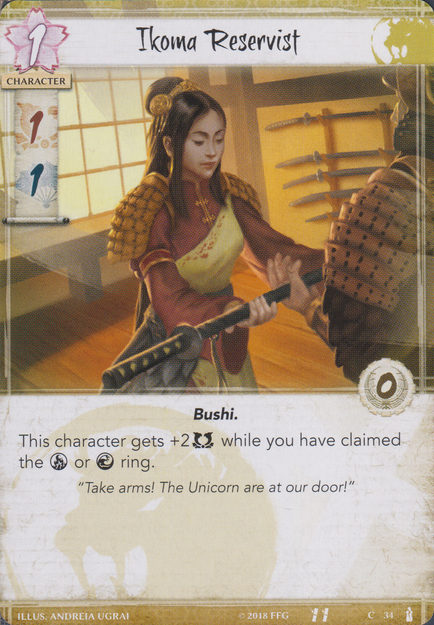 1
Ikoma Reservist
CHARACTER
1
1
0
Bushi.
This character gets +2 while you have claimed
the or ring.
"Take arms! The Unicorn are at our door!"
ILLUS. ANDREIA UGRAI
© 2018 FFG
C 34